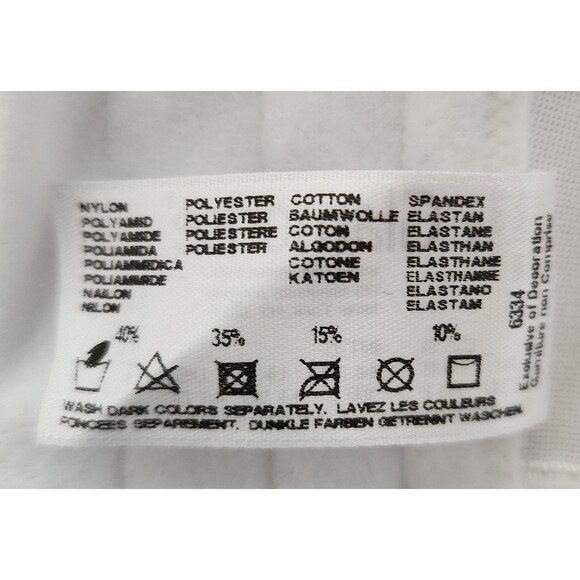 NYLON
POLYAMID
POLYAMIDE
POLIAMIDA
POLIAMMIDICA
POLIAMMIDE
NAILON
NILON
40%
POLYESTER
POLIESTER
POLIESTERE
POLIESTER
35%
COTTON
BAUMWOLLE
COTON
ALGODON
COTONE
KATOEN
15%
SPANDEX
ELASTAN
ELASTANE
ELASTHAN
ELASTHANE
ELASTHANNE
ELASTANO
ELASTAM
10%
6334
Exclusive of Decoration
Garniture non Comprise
WASH DARK COLORS SEPARATELY. LAVEZ LES COULEURS
FONCEES SEPAREMENT. DUNKLE FARBEN GETRENNT WASCHEN.